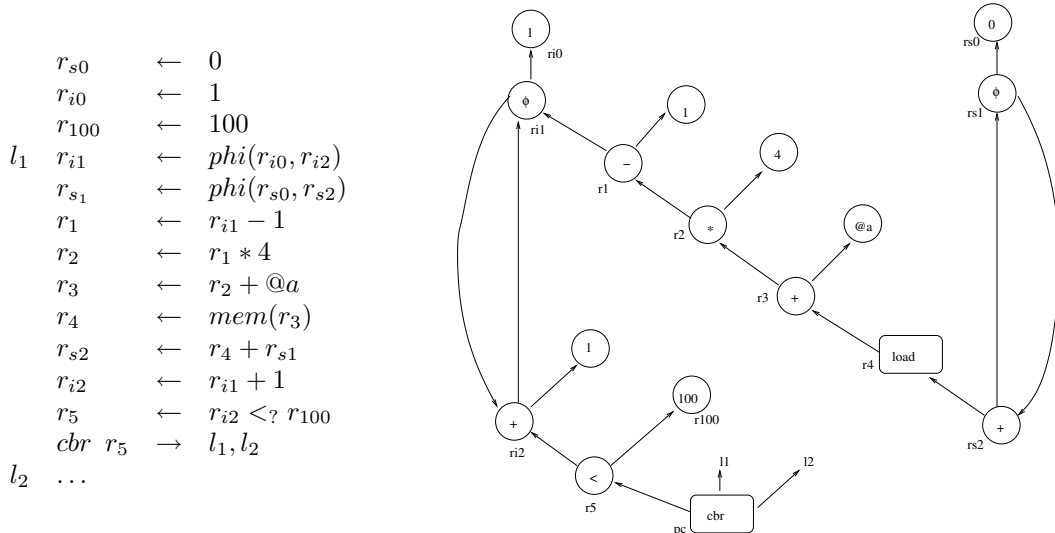 r_{s0} ← 0
r_{i0} ← 1
r_{100} ← 100
l_1 r_{i1} ← phi(r_{i0}, r_{i2})
r_{s_1} ← phi(r_{s0}, r_{s2})
r_1 ← r_{i1} − 1
r_2 ← r_1 * 4
r_3 ← r_2 + @a
r_4 ← mem(r_3)
r_{s2} ← r_4 + r_{s1}
r_{i2} ← r_{i1} + 1
r_5 ← r_{i2} <_? r_{100}
cbr r_5 → l_1, l_2
l_2 ...
1
ri0
0
rs0
ϕ
ri1
ϕ
rs1
1
−
r1
4
*
r2
@a
+
r3
load
r4
1
+
ri2
100
r100
+
rs2
<
r5
l1
l2
cbr
pc